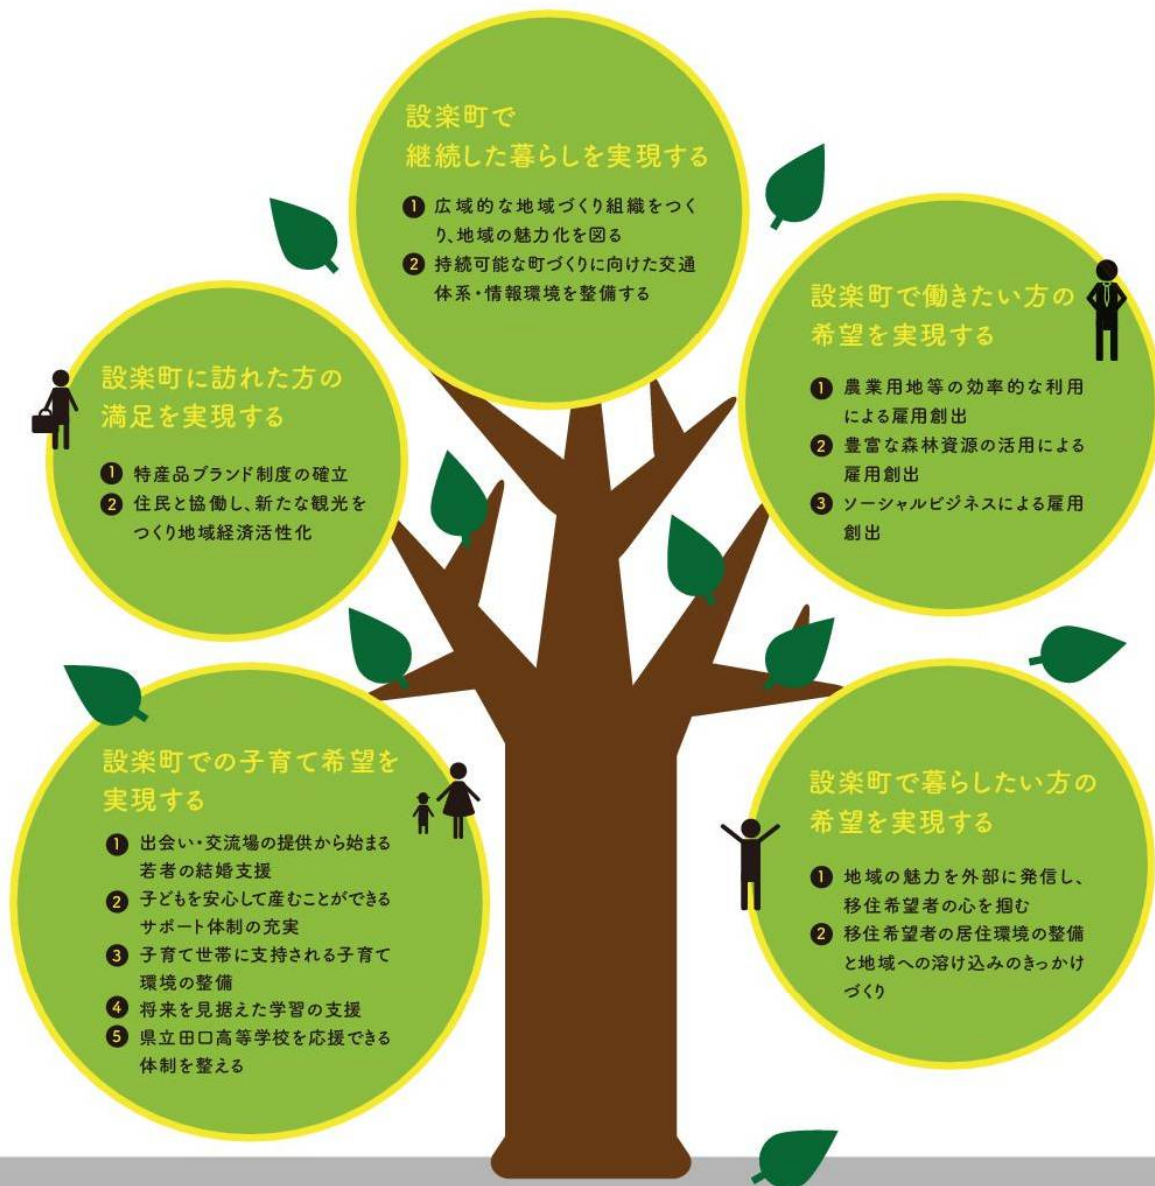 設楽町で
継続した暮らしを実現する
❶ 広域的な地域づくり組織をつく
り、地域の魅力化を図る
❷ 持続可能な町づくりに向けた交通
体系・情報環境を整備する
設楽町に訪れた方の
満足を実現する
❶ 特産品ブランド制度の確立
❷ 住民と協働し、新たな観光を
つくり地域経済活性化
設楽町で働きたい方の
希望を実現する
❶ 農業用地等の効率的な利用
による雇用創出
❷ 豊富な森林資源の活用による
雇用創出
❸ ソーシャルビジネスによる雇用
創出
設楽町での子育て希望を
実現する
❶ 出会い・交流場の提供から始まる
若者の結婚支援
❷ 子どもを安心して産むことができる
サポート体制の充実
❸ 子育て世帯に支持される子育て
環境の整備
❹ 将来を見据えた学習の支援
❺ 県立田口高等学校を応援できる
体制を整える
設楽町で暮らしたい方の
希望を実現する
❶ 地域の魅力を外部に発信し、
移住希望者の心を掴む
❷ 移住希望者の居住環境の整備
と地域への溶け込みのきっかけ
づくり